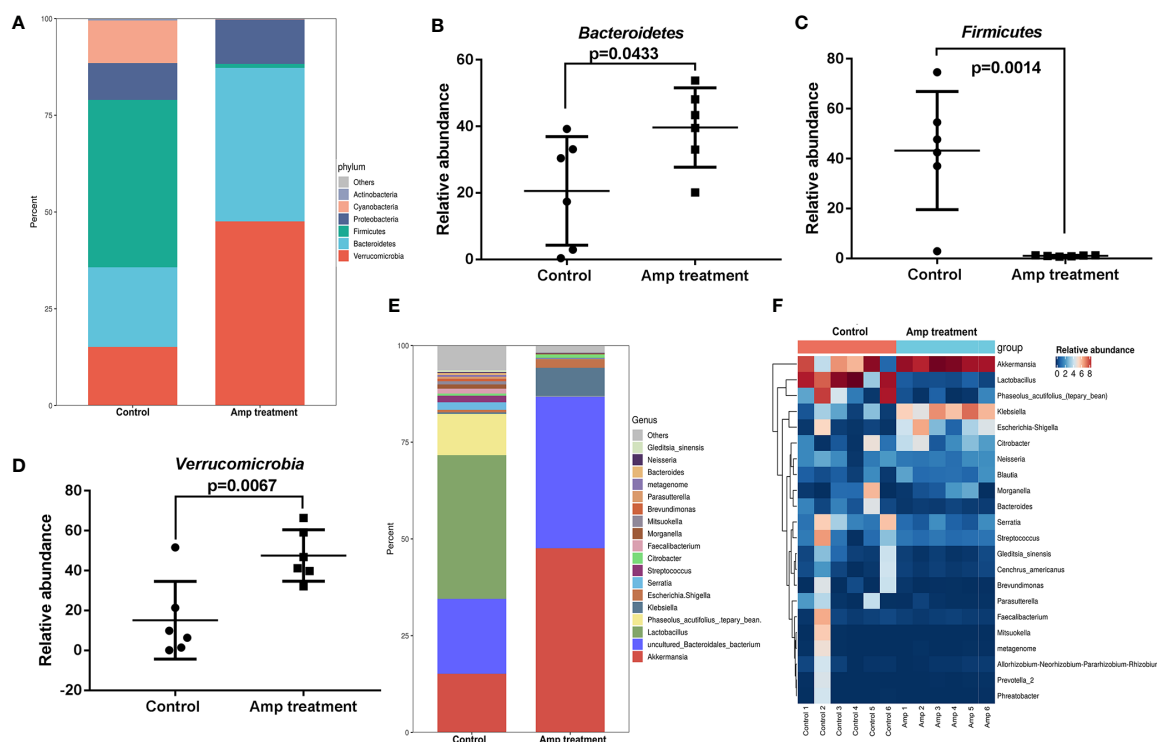 A
100
75
50
25
0
Percent
Control
Amp treatment
phylum
Others
Actinobacteria
Cyanobacteria
Proteobacteria
Firmicutes
Bacteroidetes
Verrucomicrobia
B
Bacteroidetes
p=0.0433
60
40
20
0
Relative abundance
Control
Amp treatment
C
Firmicutes
p=0.0014
80
60
40
20
0
Relative abundance
Control
Amp treatment
D
Verrucomicrobia
p=0.0067
80
60
40
20
0
-20
Relative abundance
Control
Amp treatment
E
100
75
50
25
0
Percent
Control
Amp treatment
Genus
Others
Gleditsia_sinensis
Neisseria
Bacteroides
metagenome
Parasutterella
Brevundimonas
Mitsuokella
Morganella
Faecalibacterium
Citrobacter
Streptococcus
Serratia
Escherichia.Shigella
Klebsiella
Phaseolus_acutifolius_.tepary_bean.
Lactobacillus
uncultured_Bacteroidales_bacterium
Akkermansia
F
Control
Amp treatment
group
Relative abundance
0 2 4 6 8
Akkermansia
Lactobacillus
Phaseolus_acutifolius_(tepary_bean)
Klebsiella
Escherichia-Shigella
Citrobacter
Neisseria
Blautia
Morganella
Bacteroides
Serratia
Streptococcus
Gleditsia_sinensis
Cenchrus_americanus
Brevundimonas
Parasutterella
Faecalibacterium
Mitsuokella
metagenome
Allorhizobium-Neorhizobium-Pararhizobium-Rhizobium
Prevotella_2
Phreatobacter
Control 1
Control 2
Control 3
Control 4
Control 5
Control 6
Amp 1
Amp 2
Amp 3
Amp 4
Amp 5
Amp 6